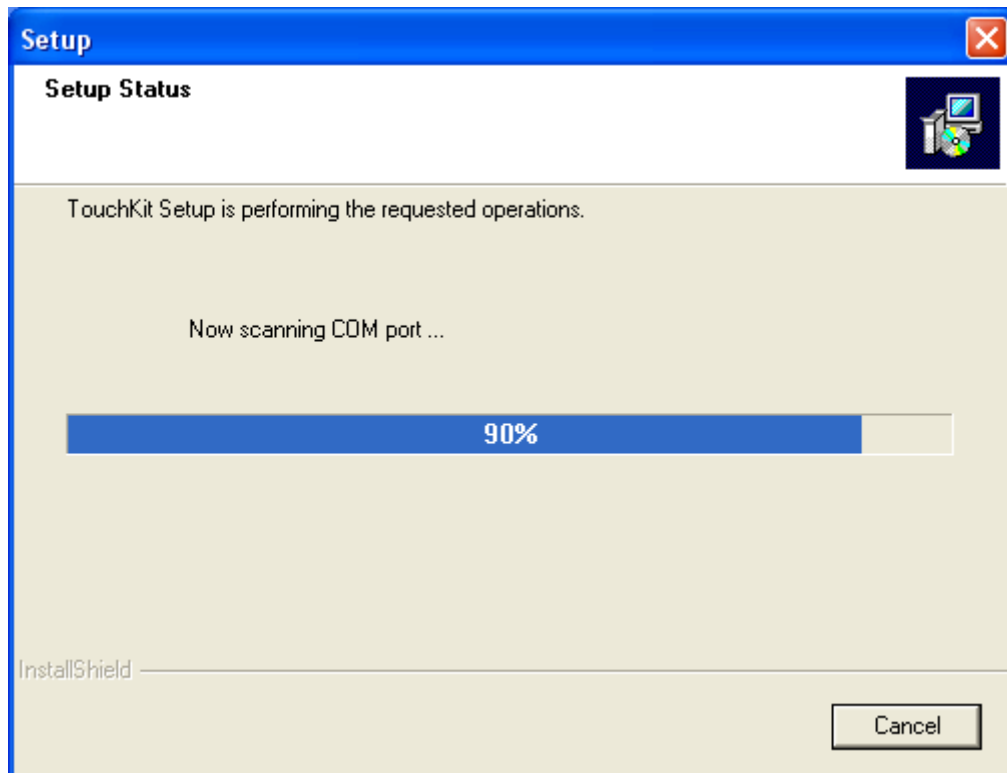 Setup
Setup Status
TouchKit Setup is performing the requested operations.
Now scanning COM port ...
90%
InstallShield
Cancel